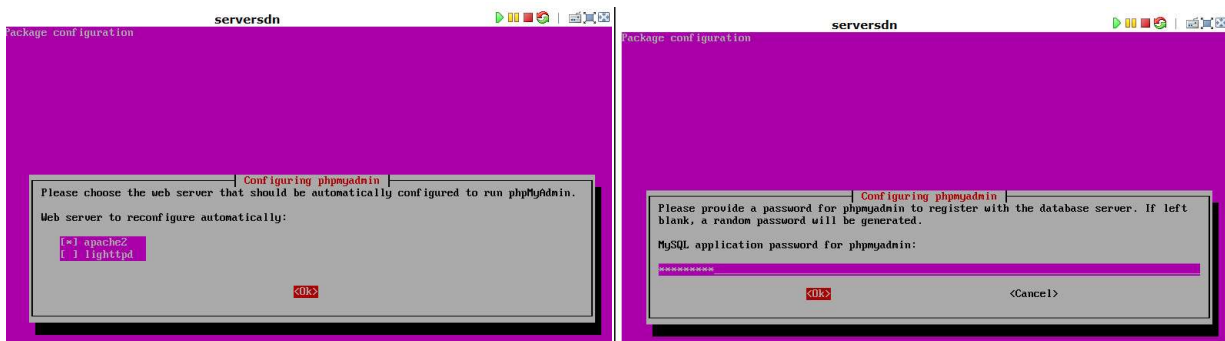 serversdn
Package configuration
Configuring phpmyadmin
Please choose the web server that should be automatically configured to run phpMyAdmin.
Web server to reconfigure automatically:
[*] apache2
[ ] lighttpd
<Ok>
serversdn
Package configuration
Configuring phpmyadmin
Please provide a password for phpmyadmin to register with the database server. If left
blank, a random password will be generated.
MySQL application password for phpmyadmin:
*********
<Ok> <Cancel>